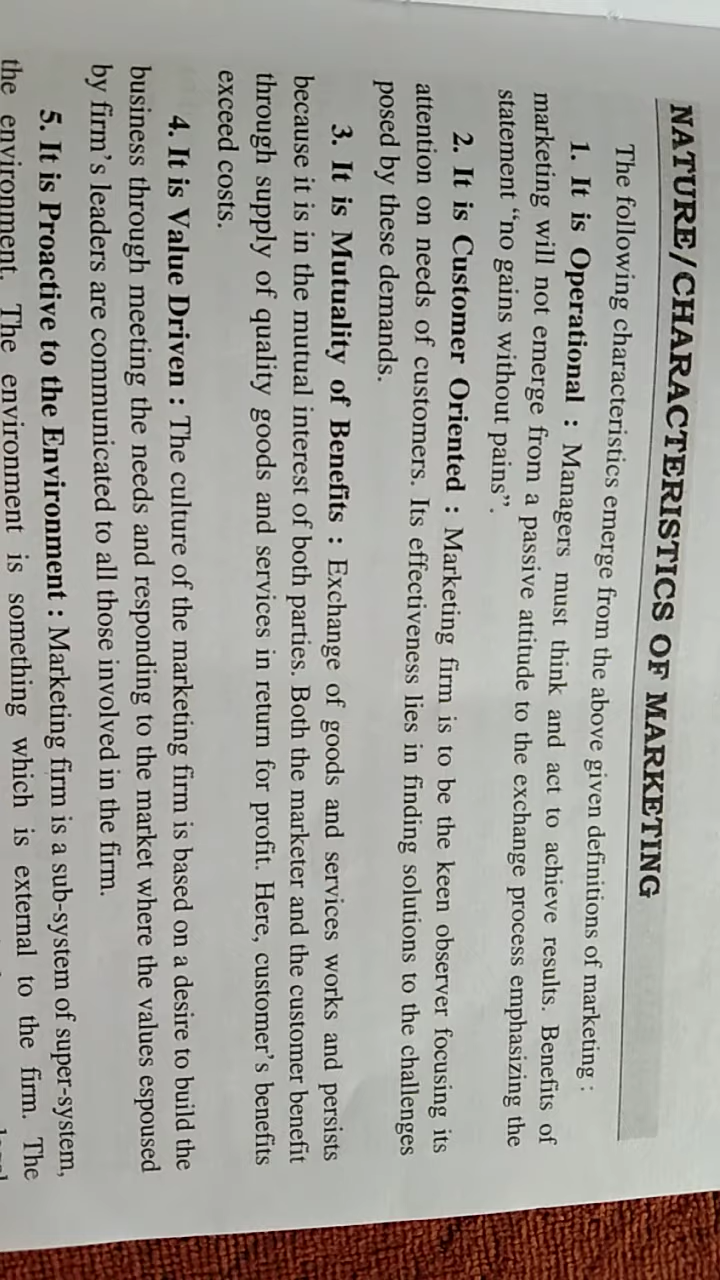 NATURE/CHARACTERISTICS OF MARKETING
The following characteristics emerge from the above given definitions of marketing :
1. It is Operational : Managers must think and act to achieve results. Benefits of
marketing will not emerge from a passive attitude to the exchange process emphasizing the
statement “no gains without pains”.
2. It is Customer Oriented : Marketing firm is to be the keen observer focusing its
attention on needs of customers. Its effectiveness lies in finding solutions to the challenges
posed by these demands.
3. It is Mutuality of Benefits : Exchange of goods and services works and persists
because it is in the mutual interest of both parties. Both the marketer and the customer benefit
through supply of quality goods and services in return for profit. Here, customer's benefits
exceed costs.
4. It is Value Driven : The culture of the marketing firm is based on a desire to build the
business through meeting the needs and responding to the market where the values espoused
by firm's leaders are communicated to all those involved in the firm.
5. It is Proactive to the Environment : Marketing firm is a sub-system of super-system,
the environment. The environment is something which is external to the firm. The